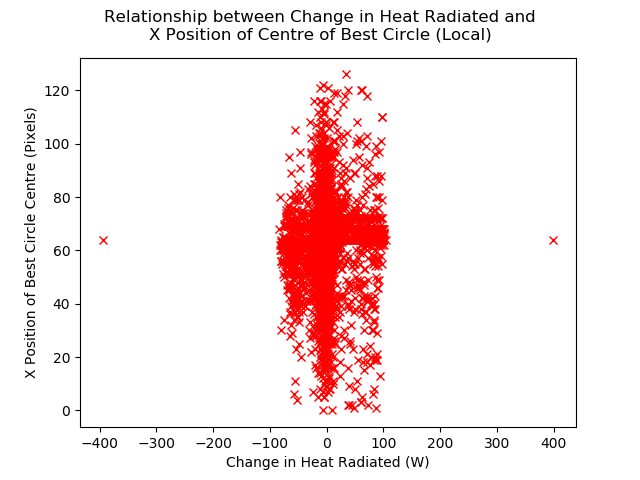 Relationship between Change in Heat Radiated and
X Position of Centre of Best Circle (Local)
X Position of Best Circle Centre (Pixels)
120
100
80
60
40
20
0
−400 −300 −200 −100 0 100 200 300 400
Change in Heat Radiated (W)